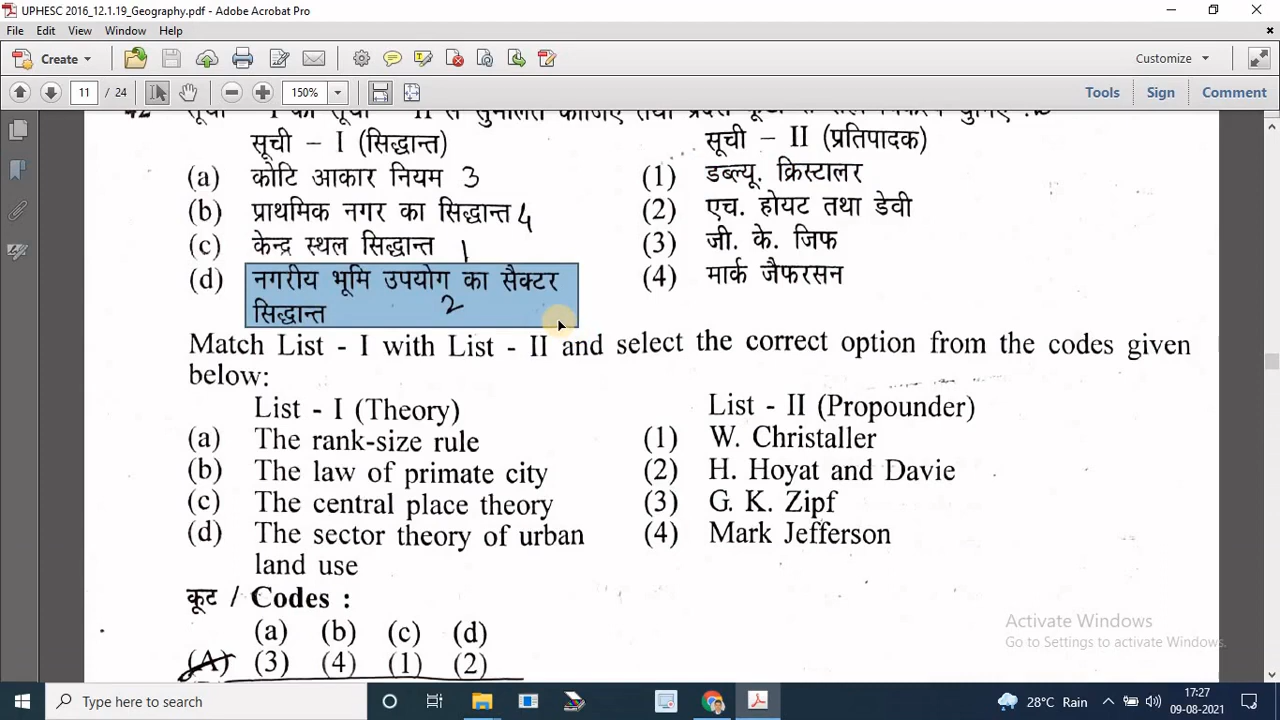 UPHESC 2016_12.1.19_Geography.pdf - Adobe Acrobat Pro
File Edit View Window Help
Create Customize
11 / 24 150% Tools Sign Comment
सूची - I (सिद्धान्त) सूची - II (प्रतिपादक)
(a) कोटि आकार नियम 3 (1) डब्ल्यू. क्रिस्टालर
(b) प्राथमिक नगर का सिद्धान्त 4 (2) एच. होयट तथा डेवी
(c) केन्द्र स्थल सिद्धान्त 1 (3) जी. के. जिफ
(d) नगरीय भूमि उपयोग का सैक्टर (4) मार्क जैफरसन
सिद्धान्त 2
Match List - I with List - II and select the correct option from the codes given
below:
List - I (Theory) List - II (Propounder)
(a) The rank-size rule (1) W. Christaller
(b) The law of primate city (2) H. Hoyat and Davie
(c) The central place theory (3) G. K. Zipf
(d) The sector theory of urban (4) Mark Jefferson
land use
कूट / Codes :
(a) (b) (c) (d)
(A) (3) (4) (1) (2)
Activate Windows
Go to Settings to activate Windows.
Type here to search
28°C Rain
17:27
09-08-2021